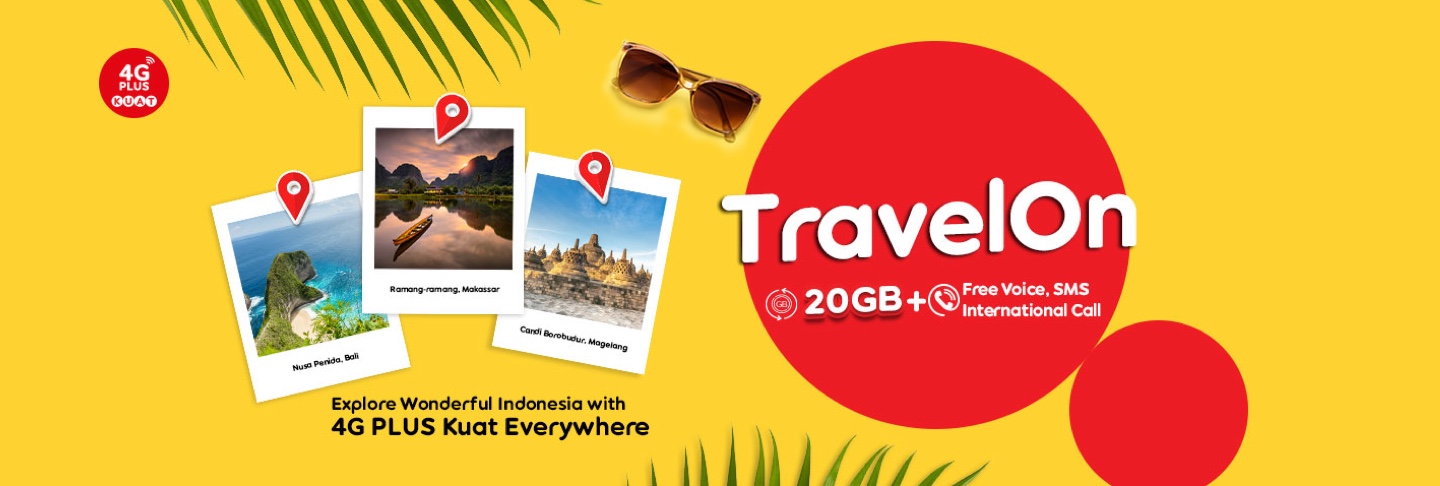 4G
PLUS
KUAT
Nusa Penida, Bali
Ramang-ramang, Makassar
Candi Borobudur, Magelang
Explore Wonderful Indonesia with
4G PLUS Kuat Everywhere
TravelOn
GB
20GB+
Free Voice, SMS
International Call